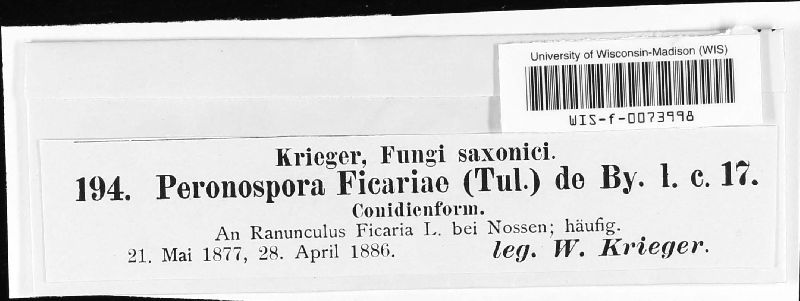 University of Wisconsin-Madison (WIS)
WIS-f-0073998
Krieger, Fungi saxonici.
194. Peronospora Ficariae (Tul.) de By. l. c. 17.
Conidienform.
An Ranunculus Ficaria L. bei Nossen; häufig.
21. Mai 1877, 28. April 1886. leg. W. Krieger.